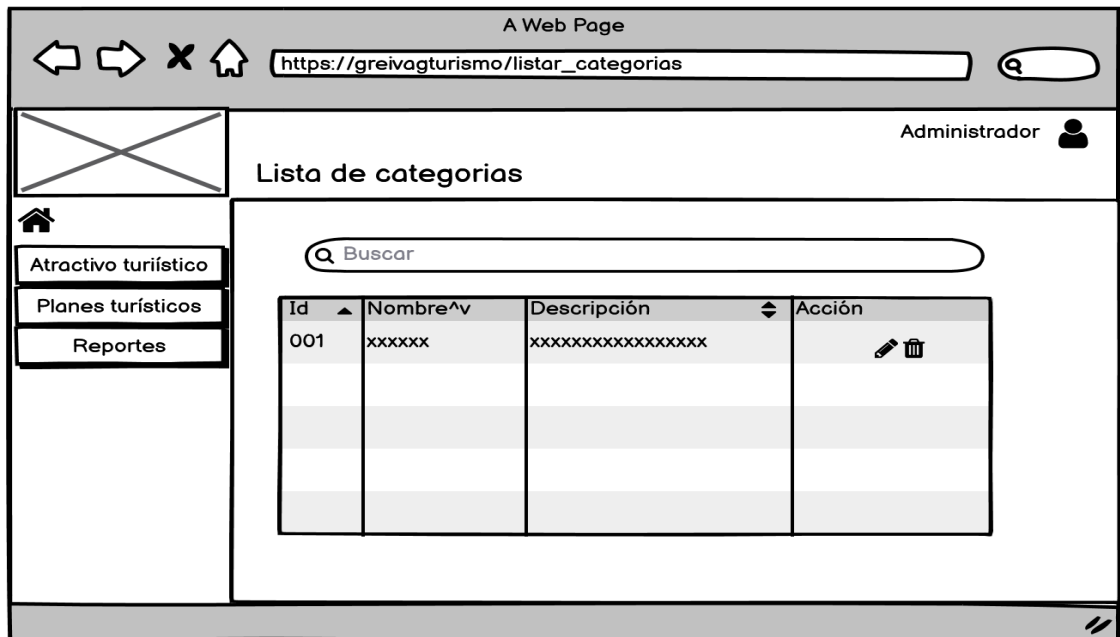 A Web Page
https://greivagturismo/listar_categorias
Administrador
Lista de categorias
Atractivo turiístico
Planes turísticos
Reportes
Buscar
Id Nombre^v Descripción Acción
001 xxxxxx xxxxxxxxxxxxxxxxx